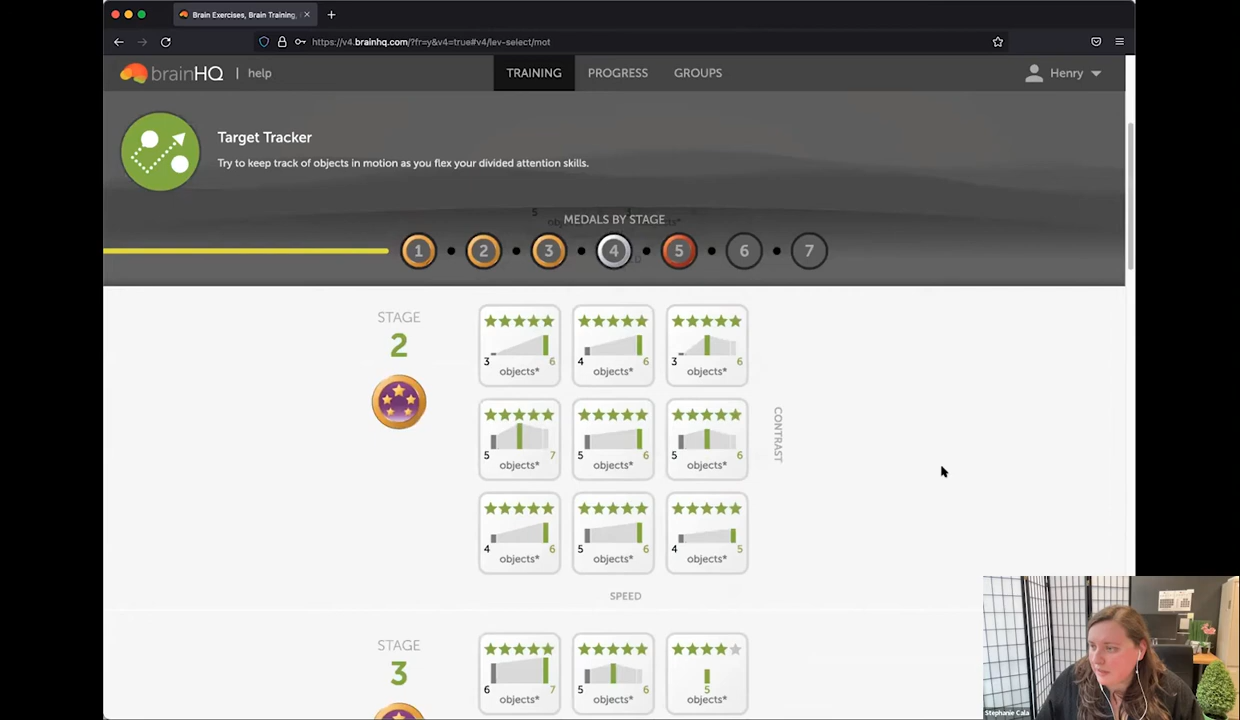 Brain Exercises, Brain Training,
https://v4.brainhq.com/?fr=y&v4=true#v4/lev-select/mot
brainHQ | help
TRAINING PROGRESS GROUPS
Henry
Target Tracker
Try to keep track of objects in motion as you flex your divided attention skills.
MEDALS BY STAGE
1 2 3 4 5 6 7
STAGE
2
3 6 4 6 3 6
objects* objects* objects*
5 7 5 6 5 6
objects* objects* objects*
CONTRAST
4 6 5 6 4 5
objects* objects* objects*
SPEED
STAGE
3
6 7 5 6 5
objects* objects* objects*
Stephanie Cala